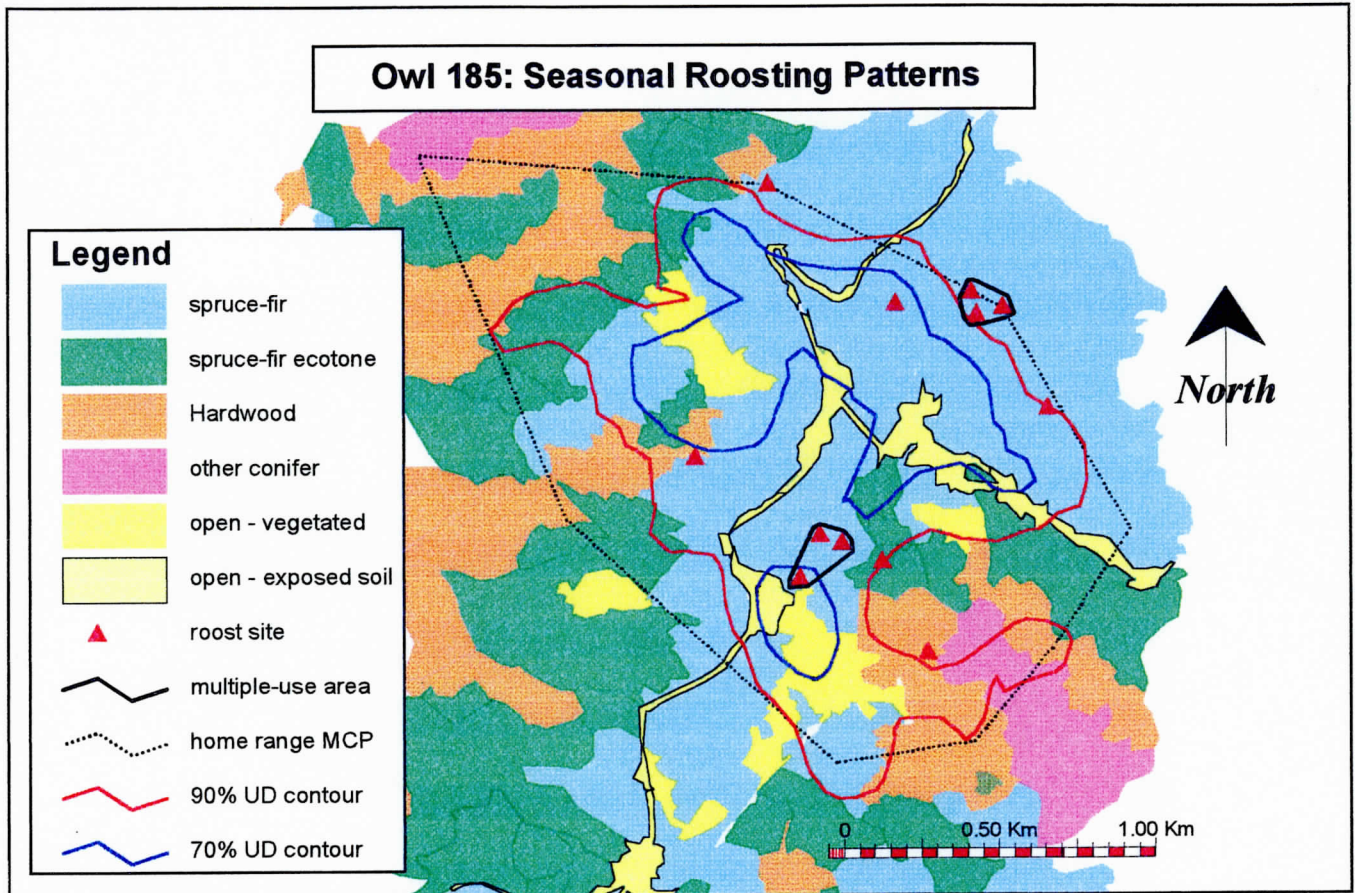 Owl 185: Seasonal Roosting Patterns
Legend
spruce-fir
spruce-fir ecotone
Hardwood
other conifer
open - vegetated
open - exposed soil
roost site
multiple-use area
home range MCP
90% UD contour
70% UD contour
North
0 0.50 Km 1.00 Km